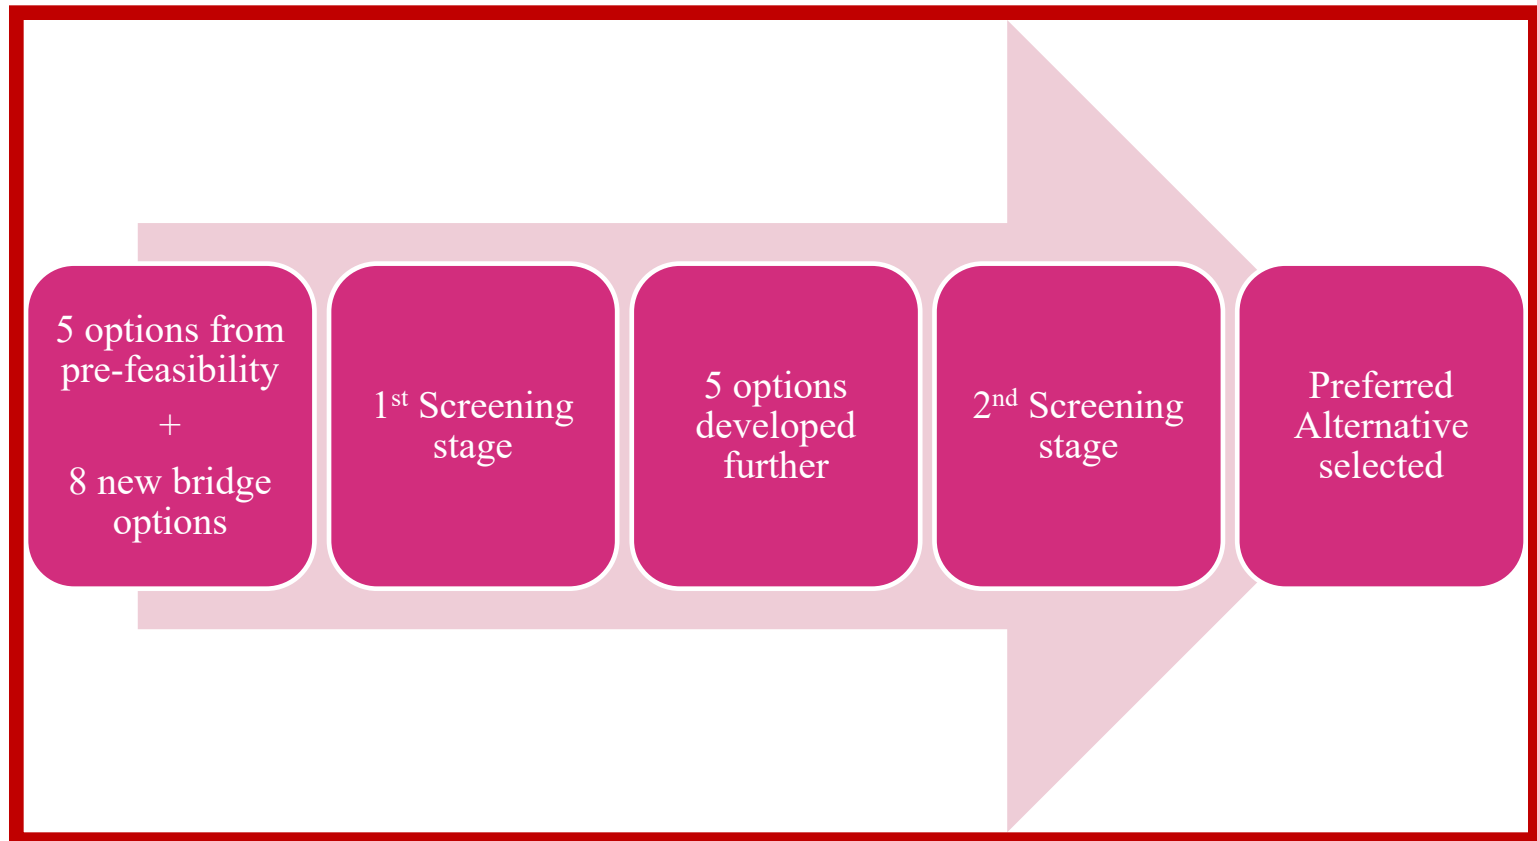 5 options from
pre-feasibility
+
8 new bridge
options
1st Screening
stage
5 options
developed
further
2nd Screening
stage
Preferred
Alternative
selected